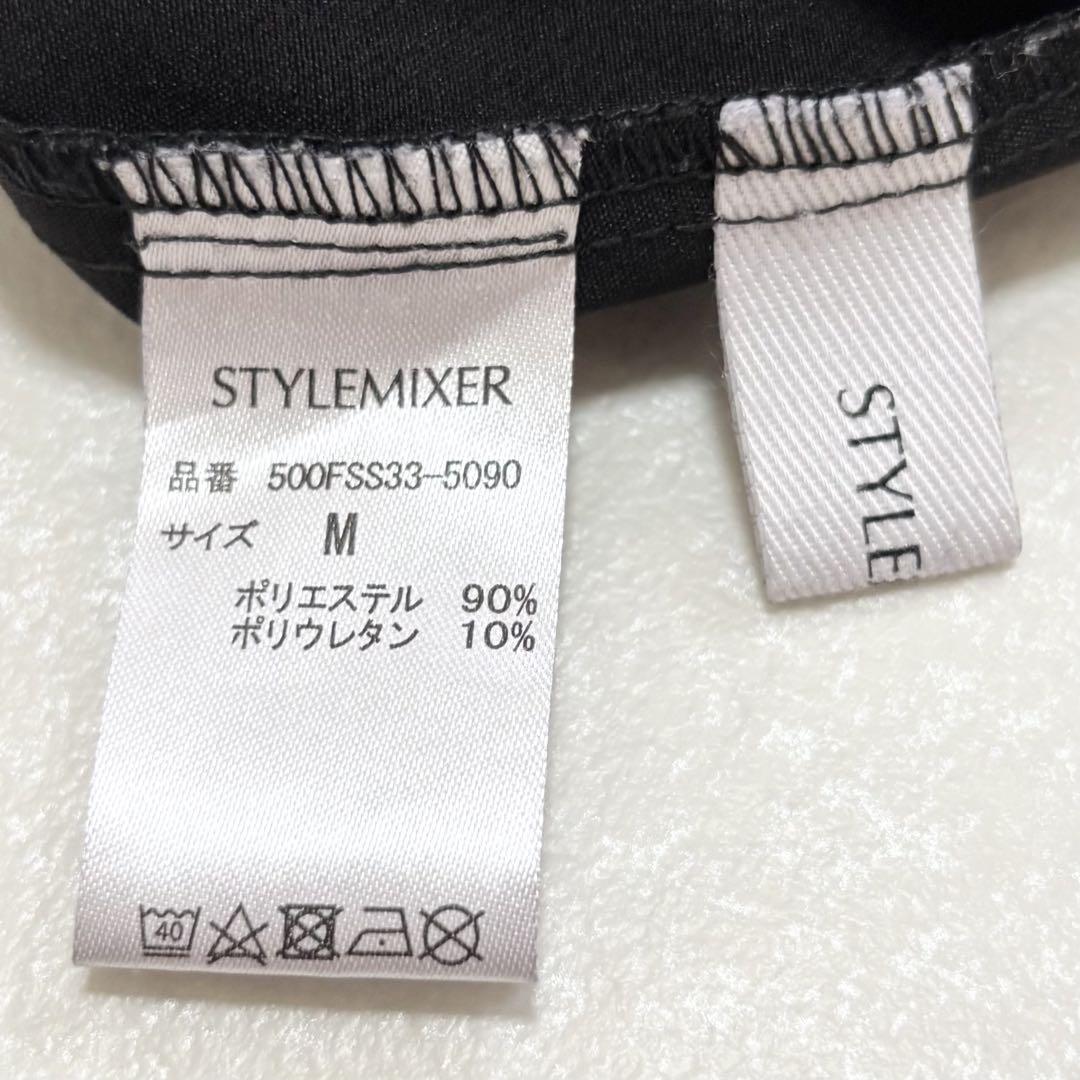 STYLEMIXER
品番 500FSS33-5090
サイズ M
ポリエステル 90%
ポリウレタン 10%
40
STYLE